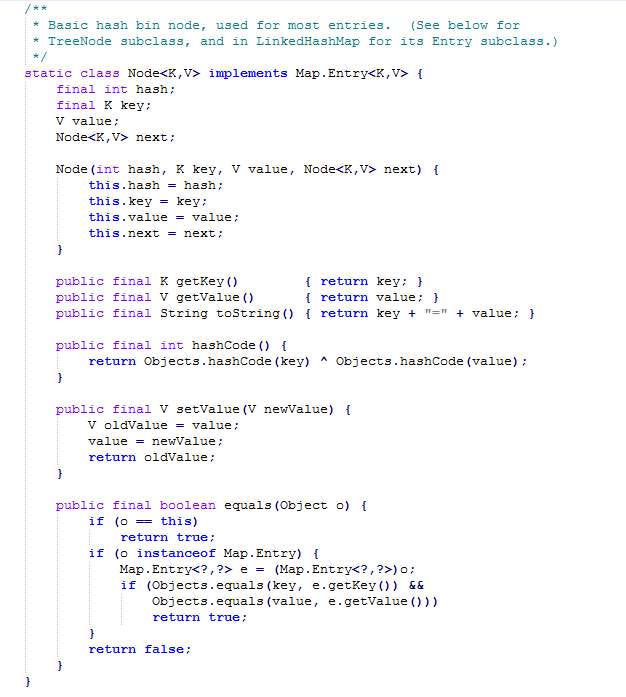 /**
 * Basic hash bin node, used for most entries.  (See below for
 * TreeNode subclass, and in LinkedHashMap for its Entry subclass.)
 */
static class Node<K,V> implements Map.Entry<K,V> {
    final int hash;
    final K key;
    V value;
    Node<K,V> next;

    Node(int hash, K key, V value, Node<K,V> next) {
        this.hash = hash;
        this.key = key;
        this.value = value;
        this.next = next;
    }

    public final K getKey()        { return key; }
    public final V getValue()      { return value; }
    public final String toString() { return key + "=" + value; }

    public final int hashCode() {
        return Objects.hashCode(key) ^ Objects.hashCode(value);
    }

    public final V setValue(V newValue) {
        V oldValue = value;
        value = newValue;
        return oldValue;
    }

    public final boolean equals(Object o) {
        if (o == this)
            return true;
        if (o instanceof Map.Entry) {
            Map.Entry<?,?> e = (Map.Entry<?,?>)o;
            if (Objects.equals(key, e.getKey()) &&
                Objects.equals(value, e.getValue()))
                return true;
        }
        return false;
    }
}